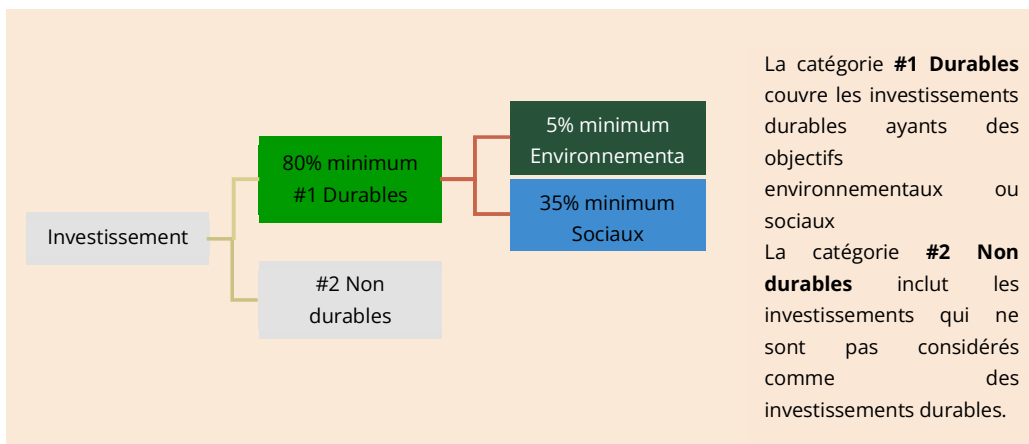 Investissement
80% minimum
#1 Durables
#2 Non
durables
5% minimum
Environnementa
35% minimum
Sociaux
La catégorie #1 Durables
couvre les investissements
durables ayants des
objectifs
environnementaux ou
sociaux
La catégorie #2 Non
durables inclut les
investissements qui ne
sont pas considérés
comme des
investissements durables.